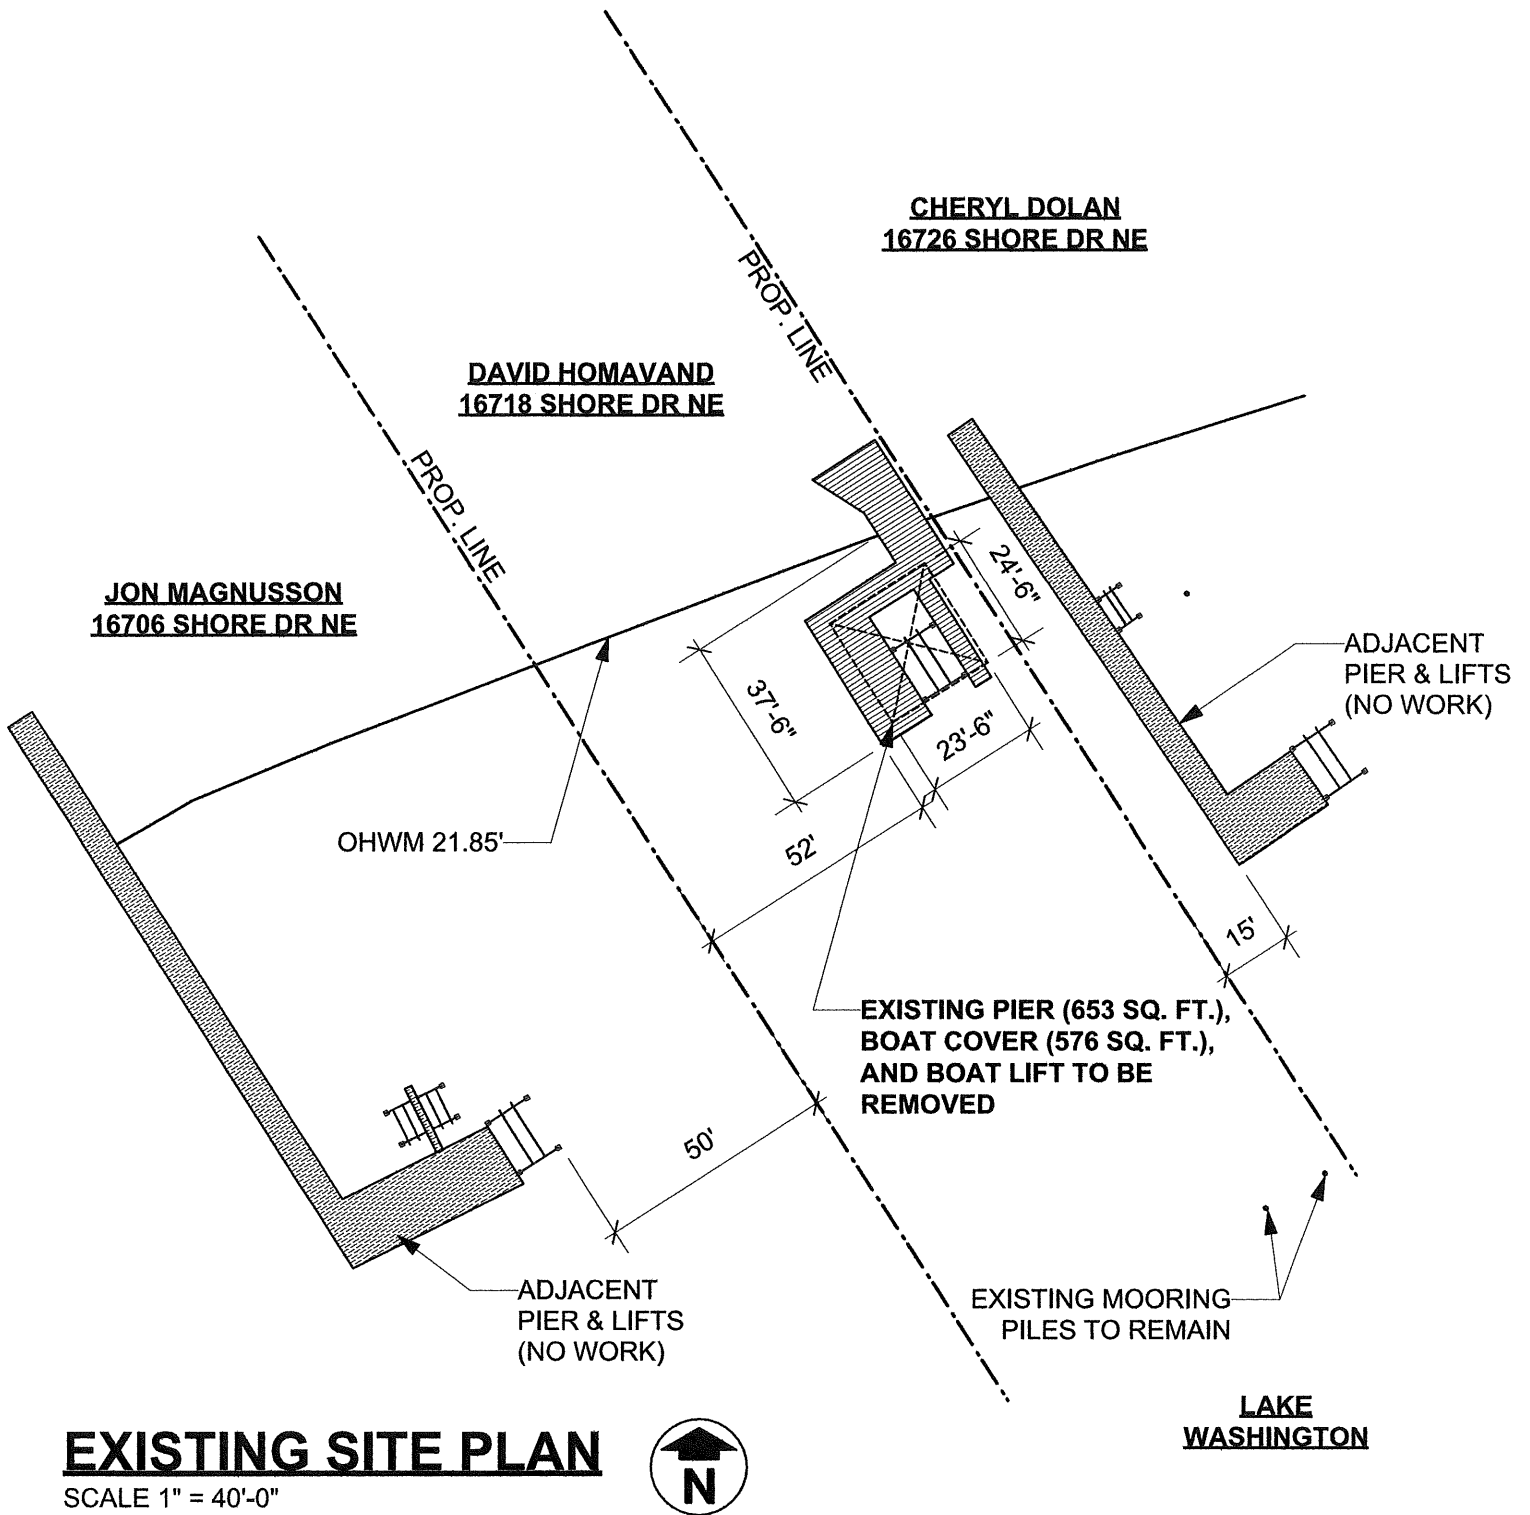 CHERYL DOLAN
16726 SHORE DR NE
PROP. LINE
DAVID HOMAVAND
16718 SHORE DR NE
PROP. LINE
JON MAGNUSSON
16706 SHORE DR NE
24'-6"
ADJACENT
PIER & LIFTS
(NO WORK)
37'-6"
23'-6"
OHWM 21.85'
52'
15'
EXISTING PIER (653 SQ. FT.),
BOAT COVER (576 SQ. FT.),
AND BOAT LIFT TO BE
REMOVED
50'
ADJACENT
PIER & LIFTS
(NO WORK)
EXISTING MOORING
PILES TO REMAIN
LAKE
WASHINGTON
EXISTING SITE PLAN
SCALE 1" = 40'-0"
N